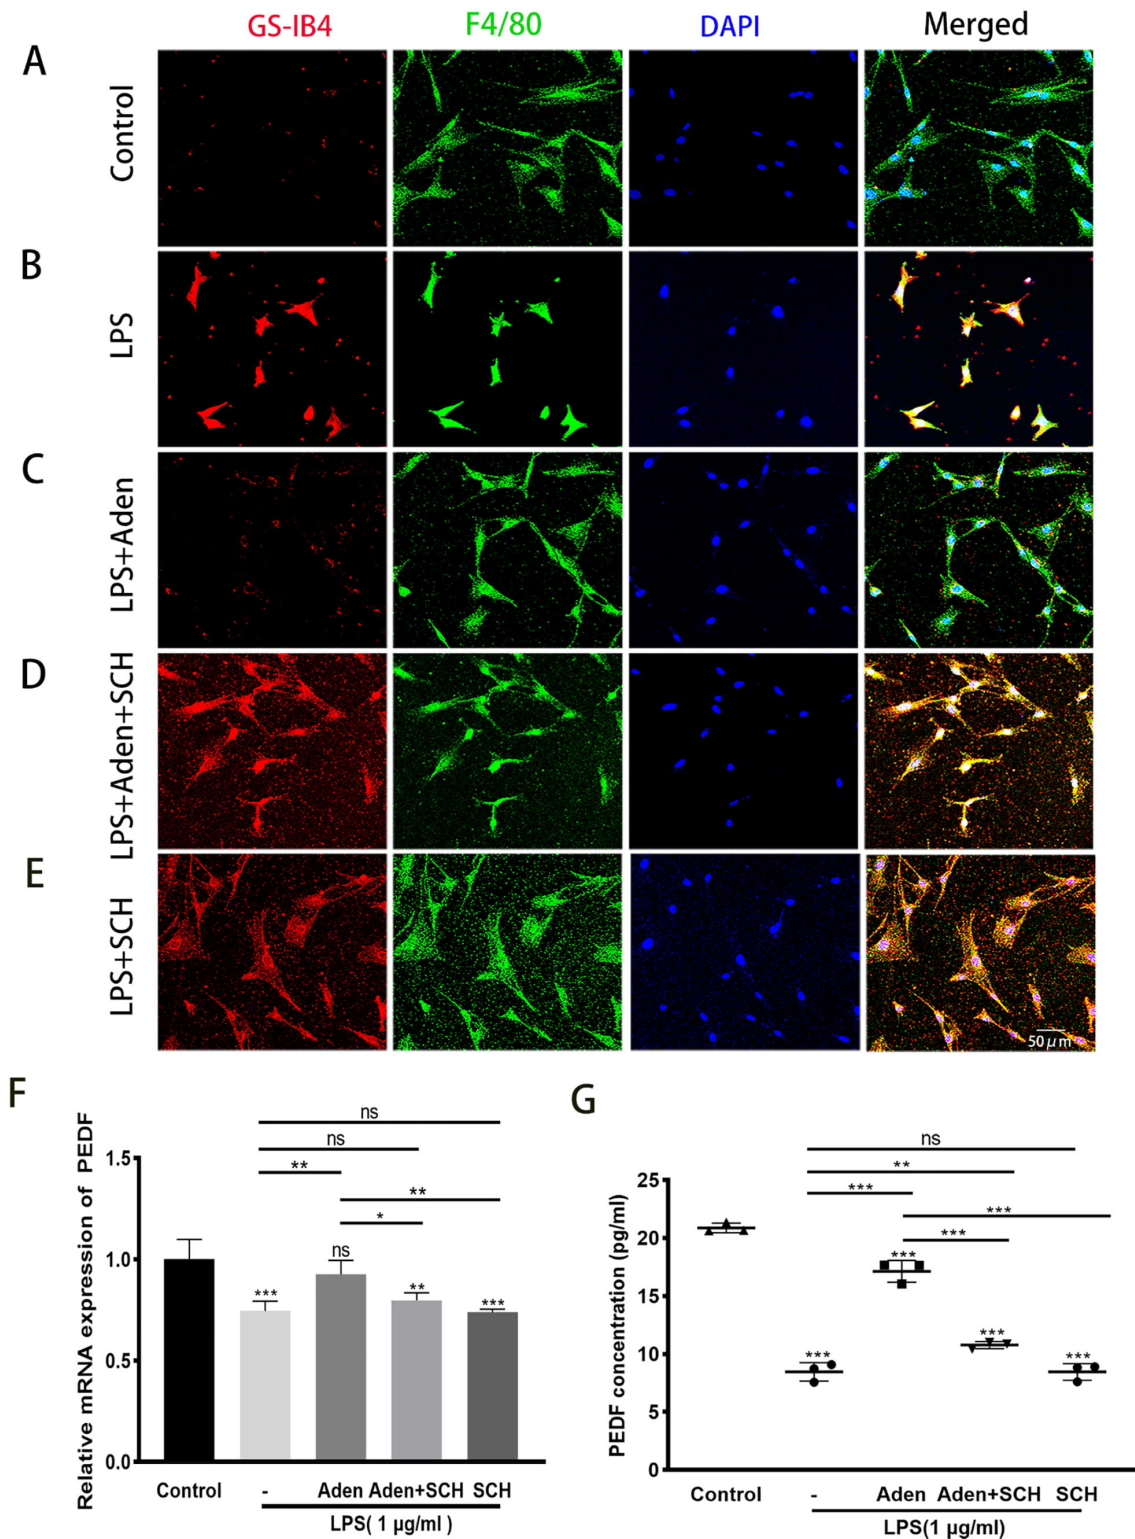 GS-IB4 F4/80 DAPI Merged
A
Control
B
LPS
C
LPS+Aden
D
LPS+Aden+SCH
E
LPS+SCH
50 µm
F
Relative mRNA expression of PEDF
ns
ns
**
**
*
1.5
1.0
0.5
0.0
***
ns
**
***
Control - Aden Aden+SCH SCH
LPS( 1 µg/ml )
G
PEDF concentration (pg/ml)
ns
**
***
***
***
25
20
15
10
5
0
***
***
***
***
Control - Aden Aden+SCH SCH
LPS(1 µg/ml)